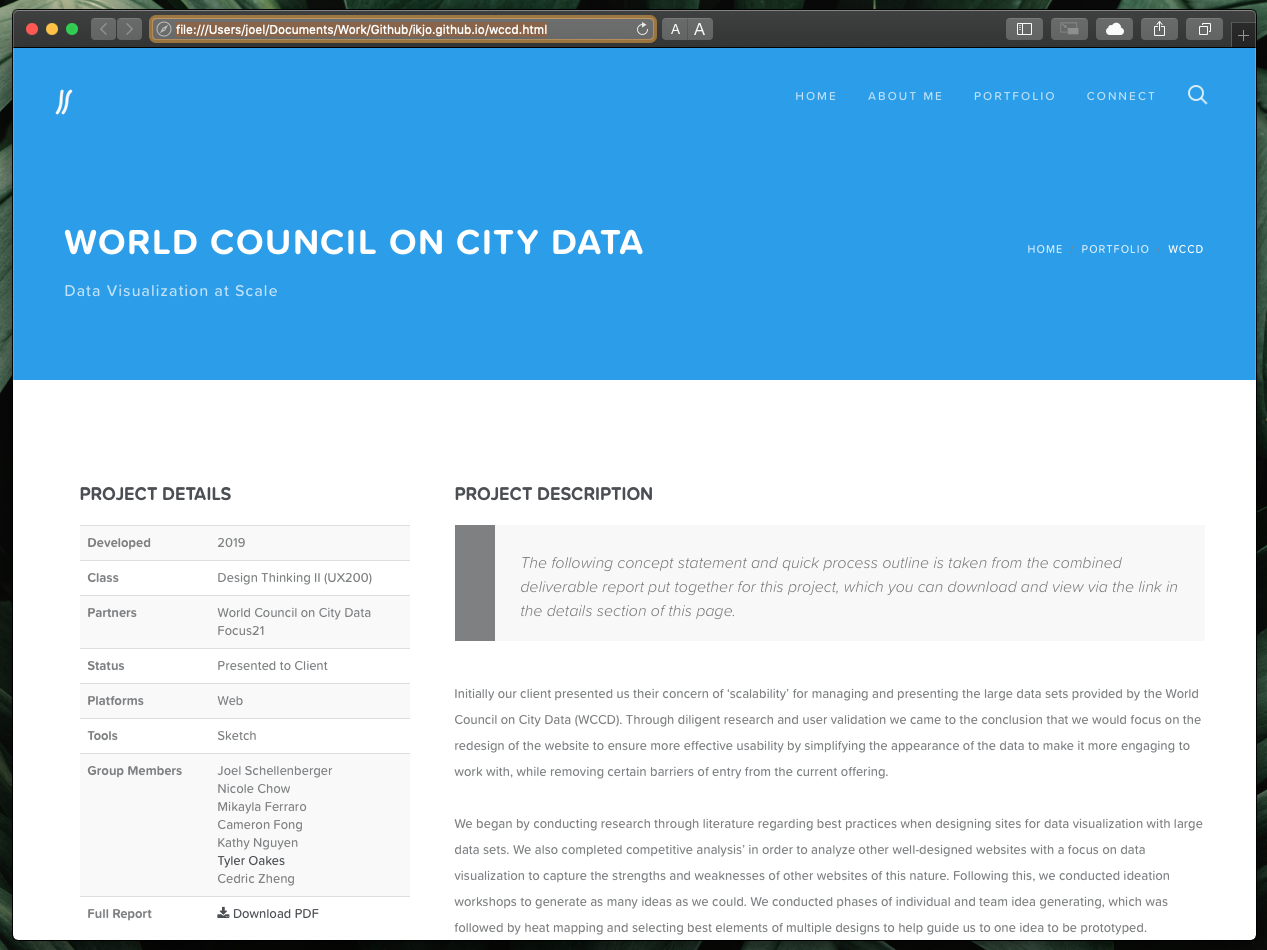 file:///Users/joel/Documents/Work/Github/ikjo.github.io/wccd.html
A A
HOME ABOUT ME PORTFOLIO CONNECT
WORLD COUNCIL ON CITY DATA
HOME PORTFOLIO WCCD
Data Visualization at Scale
PROJECT DETAILS
Developed 2019
Class Design Thinking II (UX200)
Partners World Council on City Data
Focus21
Status Presented to Client
Platforms Web
Tools Sketch
Group Members Joel Schellenberger
Nicole Chow
Mikayla Ferraro
Cameron Fong
Kathy Nguyen
Tyler Oakes
Cedric Zheng
Full Report Download PDF
PROJECT DESCRIPTION
The following concept statement and quick process outline is taken from the combined
deliverable report put together for this project, which you can download and view via the link in
the details section of this page.
Initially our client presented us their concern of ‘scalability’ for managing and presenting the large data sets provided by the World
Council on City Data (WCCD). Through diligent research and user validation we came to the conclusion that we would focus on the
redesign of the website to ensure more effective usability by simplifying the appearance of the data to make it more engaging to
work with, while removing certain barriers of entry from the current offering.
We began by conducting research through literature regarding best practices when designing sites for data visualization with large
data sets. We also completed competitive analysis’ in order to analyze other well-designed websites with a focus on data
visualization to capture the strengths and weaknesses of other websites of this nature. Following this, we conducted ideation
workshops to generate as many ideas as we could. We conducted phases of individual and team idea generating, which was
followed by heat mapping and selecting best elements of multiple designs to help guide us to one idea to be prototyped.